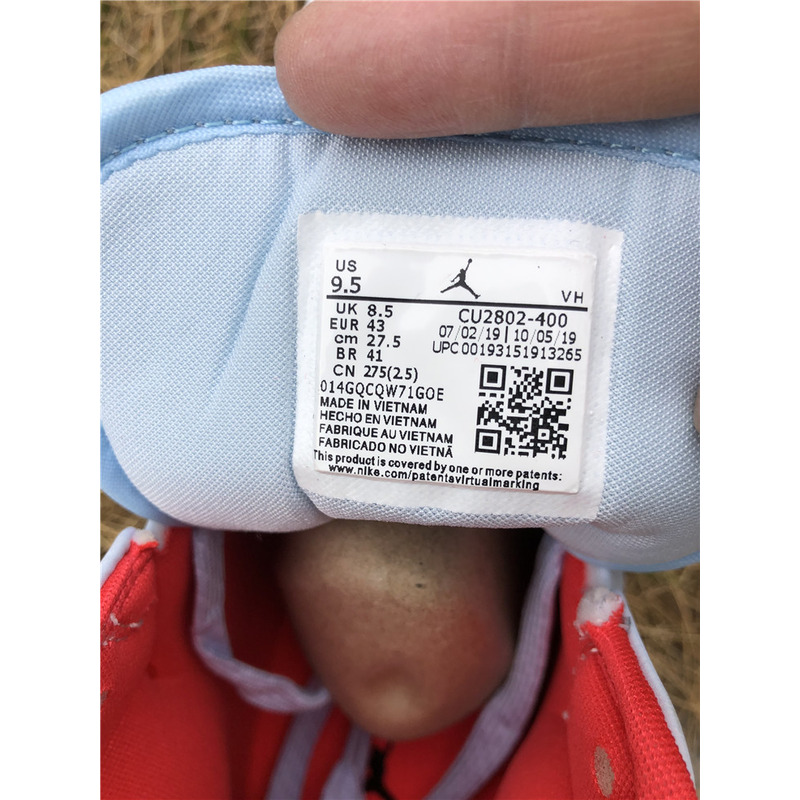 US
9.5 VH
UK 8.5 CU2802-400
EUR 43 07/02/19 | 10/05/19
cm 27.5 UPC 00193151913265
BR 41
CN 275(2.5)
014GQCQW71GOE
MADE IN VIETNAM
HECHO EN VIETNAM
FABRIQUE AU VIETNAM
FABRICADO NO VIETNÃ
This product is covered by one or more patents:
www.nike.com/patentsvirtualmarking